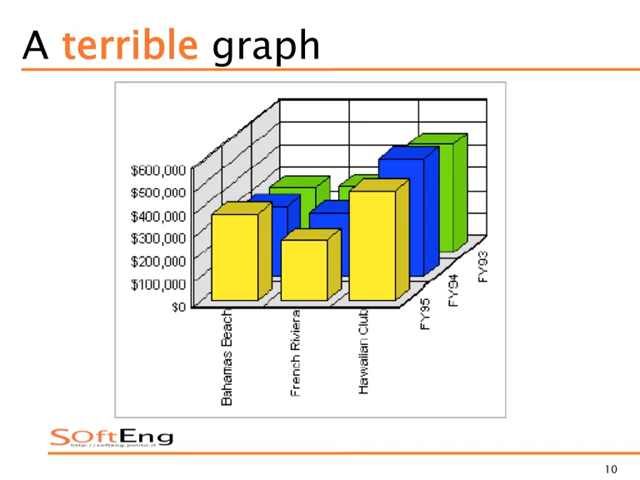 A terrible graph
$600,000
$500,000
$400,000
$300,000
$200,000
$100,000
$0
Bahamas Beach
French Riviera
Hawaiian Club
FY95
FY94
FY93
SOftEng
http://softeng.polito.it
10